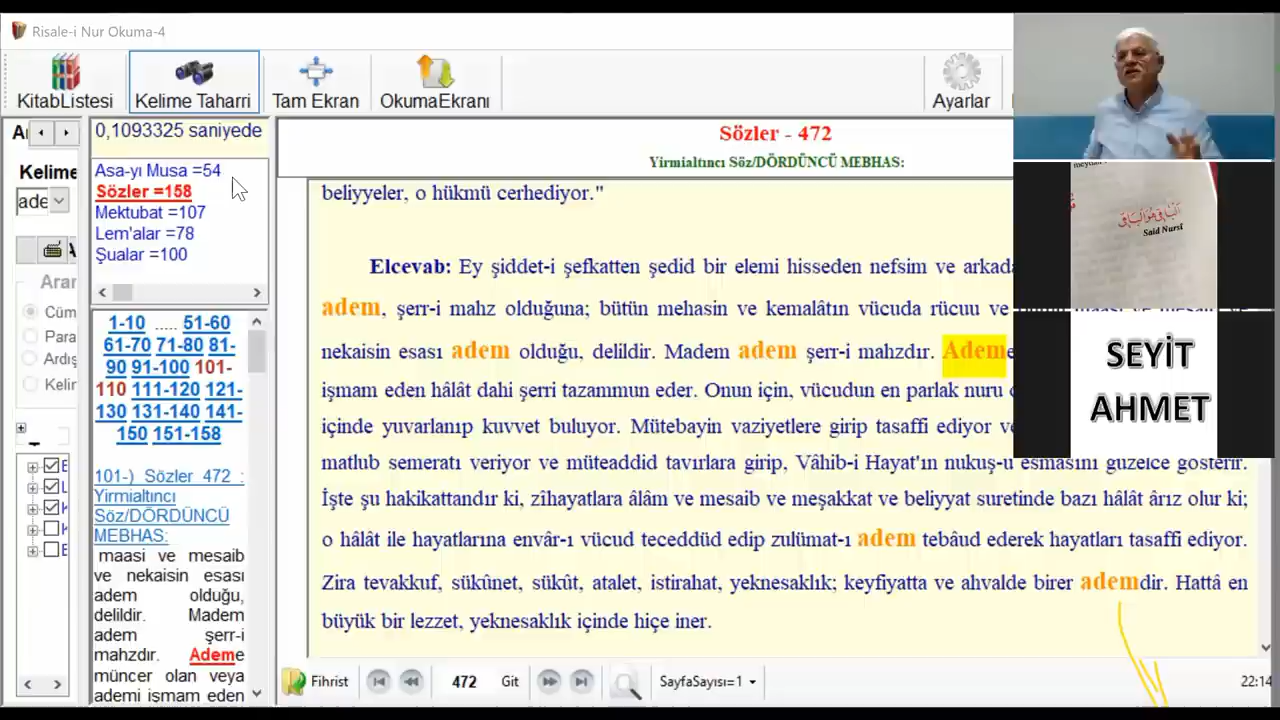 Risale-i Nur Okuma-4
KitabListesi
Kelime Taharri
Tam Ekran
OkumaEkranı
Ayarlar
0,1093325 saniyede
Kelime
ade
Asa-yı Musa =54
Sözler =158
Mektubat =107
Lem'alar =78
Şualar =100
Arar
Cüm
Para
Ardış
Kelin
1-10 ..... 51-60
61-70 71-80 81-
90 91-100 101-
110 111-120 121-
130 131-140 141-
150 151-158
101-) Sözler 472 :
Yirmialtıncı
Söz/DÖRDÜNCÜ
MEBHAS:
maasi ve mesaib
ve nekaisin esası
adem olduğu,
delildir. Madem
adem şerr-i
mahzdır. Ademe
müncer olan veya
ademi işmam eden
Sözler - 472
Yirmialtıncı Söz/DÖRDÜNCÜ MEBHAS:
beliyyeler, o hükmü cerhediyor."
Elcevab: Ey şiddet-i şefkatten şedid bir elemi hisseden nefsim ve arkada
adem, şerr-i mahz olduğuna; bütün mehasin ve kemalâtın vücuda rücuu ve
nekaisin esası adem olduğu, delildir. Madem adem şerr-i mahzdır. Ademe
işmam eden hâlât dahi şerri tazammun eder. Onun için, vücudun en parlak nuru
içinde yuvarlanıp kuvvet buluyor. Mütebayin vaziyetlere girip tasaffi ediyor ve
matlub semeratı veriyor ve müteaddid tavırlara girip, Vâhib-i Hayat'ın nukuş-u esmasını güzelce gösterir.
İşte şu hakikattandır ki, zîhayatlara âlâm ve mesaib ve meşakkat ve beliyyat suretinde bazı hâlât ârız olur ki;
o hâlât ile hayatlarına envâr-ı vücud teceddüd edip zulümat-ı adem tebâud ederek hayatları tasaffi ediyor.
Zira tevakkuf, sükûnet, sükût, atalet, istirahat, yeknesaklık; keyfiyatta ve ahvalde birer ademdir. Hattâ en
büyük bir lezzet, yeknesaklık içinde hiçe iner.
Fihrist
472
Git
SayfaSayısı=1
22:14
Said Nursî
SEYİT
AHMET